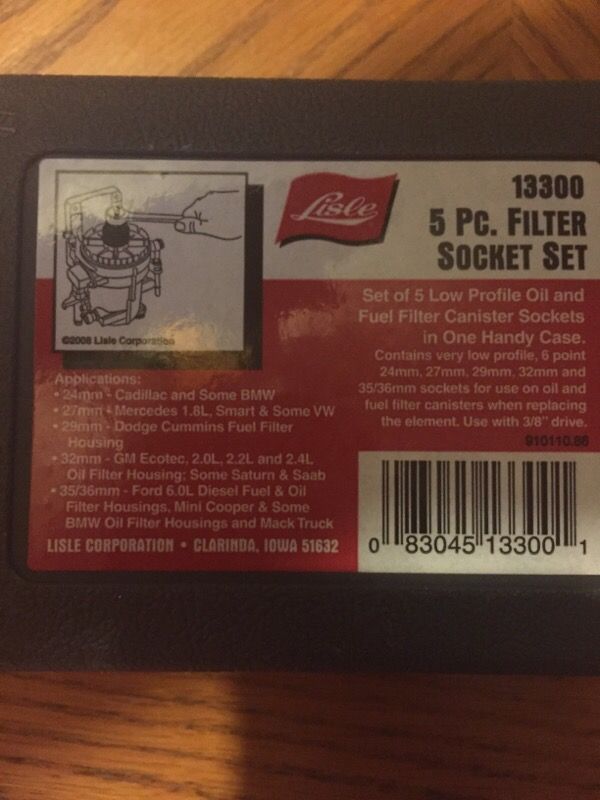 Lisle
13300
5 PC. FILTER
SOCKET SET
©2008 Lisle Corporation
Set of 5 Low Profile Oil and
Fuel Filter Canister Sockets
in One Handy Case.
Contains very low profile, 6 point
24mm, 27mm, 29mm, 32mm and
35/36mm sockets for use on oil and
fuel filter canisters when replacing
the element. Use with 3/8" drive.
910110.86
Applications:
• 24mm - Cadillac and Some BMW
• 27mm - Mercedes 1.8L, Smart & Some VW
• 29mm - Dodge Cummins Fuel Filter
Housing
• 32mm - GM Ecotec, 2.0L, 2.2L and 2.4L
Oil Filter Housing; Some Saturn & Saab
• 35/36mm - Ford 6.0L Diesel Fuel & Oil
Filter Housings, Mini Cooper & Some
BMW Oil Filter Housings and Mack Truck
LISLE CORPORATION • CLARINDA, IOWA 51632
0 83045 13300 1